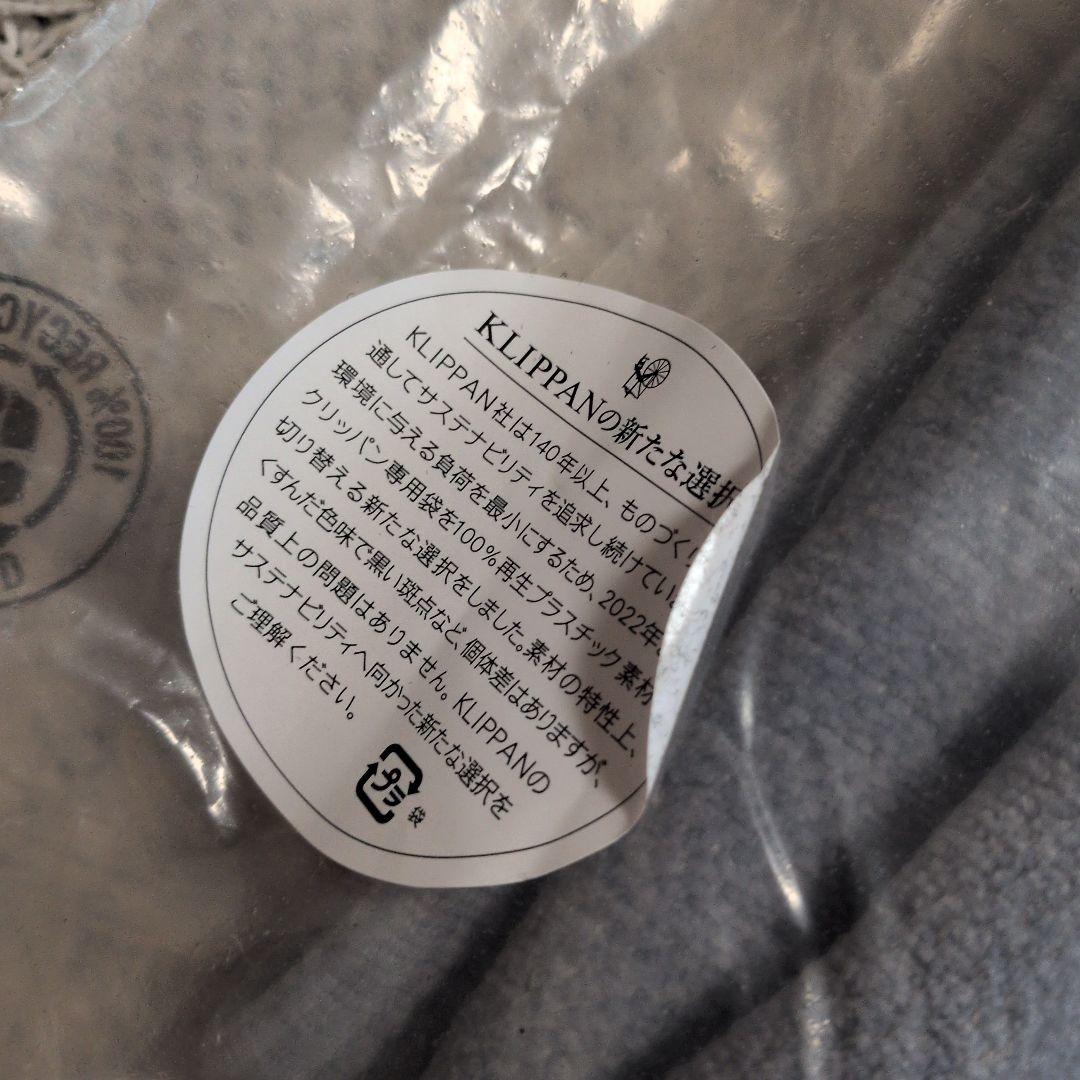 KLIPPANの新たな選択
KLIPPAN社は140年以上、ものづく
通してサステナビリティを追求し続けてい
環境に与える負荷を最小にするため、2022年
クリッパン専用袋を100%再生プラスチック素材
切り替える新たな選択をしました。素材の特性上、
くすんだ色味で黒い斑点など、個体差はありますが、
品質上の問題はありません。KLIPPANの
サステナビリティへ向かった新たな選択を
ご理解ください。
プラ
袋
100% RECYC